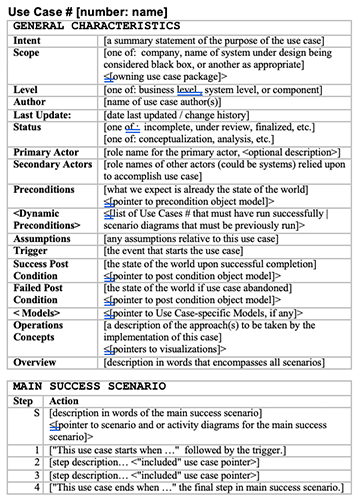 Use Case # [number: name]
GENERAL CHARACTERISTICS
Intent [a summary statement of the purpose of the use case]
Scope [one of: company, name of system under design being
considered black box, or another as appropriate]
<[owning use case package]>
Level [one of: business level, system level, or component]
Author [name of use case author(s)]
Last Update: [date last updated / change history]
Status [one of : incomplete, under review, finalized, etc.]
[one of: conceptualization, analysis, etc.]
Primary Actor [role name for the primary actor, <optional description>]
Secondary Actors [role names of other actors (could be systems) relied upon
to accomplish use case]
Preconditions [what we expect is already the state of the world]
<[pointer to precondition object model]>
<Dynamic <[list of Use Cases # that must have run successfully |
Preconditions> scenario diagrams that must be previously run]>
Assumptions [any assumptions relative to this use case]
Trigger [the event that starts the use case]
Success Post [the state of the world upon successful completion]
Condition <[pointer to post condition object model]>
Failed Post [the state of the world if use case abandoned]
Condition <[pointer to post condition object model]>
< Models> <[pointer to Use Case-specific Models, if any]>
Operations [a description of the approach(s) to be taken by the
Concepts implementation of this case]
<[pointers to visualizations]>
Overview [description in words that encompasses all scenarios]
MAIN SUCCESS SCENARIO
Step Action
S [description in words of the main success scenario]
<[pointer to scenario and or activity diagrams for the main success
scenario]>
1 ["This use case starts when …" followed by the trigger.]
2 [step description… <"included" use case pointer>]
3 [step description… <"included" use case pointer>]
4 ["This use case ends when …" the final step in main success scenario.]